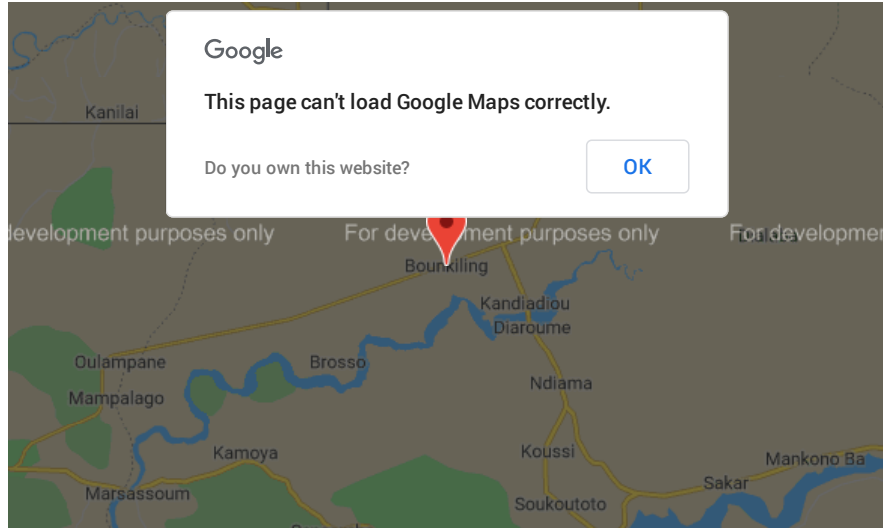 Google
This page can't load Google Maps correctly.
Do you own this website?
OK
Kanilai
development purposes only
For development purposes only
For developmen
Bounkiling
Kandiadiou
Diaroume
Oulampane
Brosso
Mampalago
Ndiama
Kamoya
Koussi
Mankono Ba
Marsassoum
Sakar
Soukoutoto